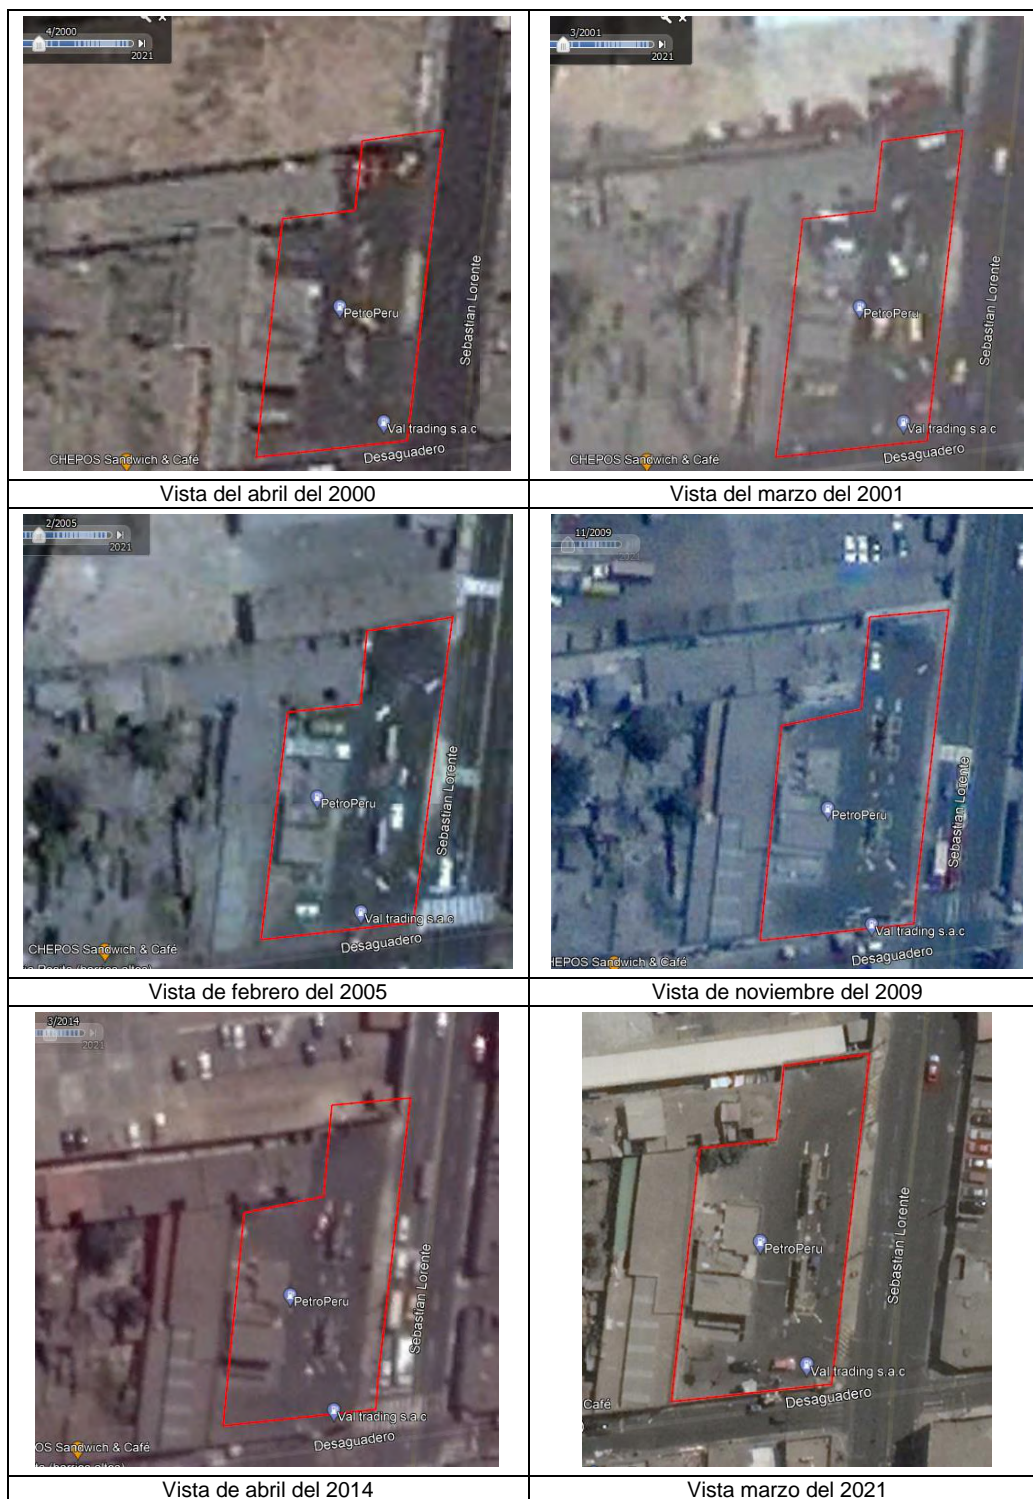 4/2000
2021
PetroPeru
Sebastian Lorente
Val trading s.a.c
Desaguadero
CHEPOS Sandwich & Café
3/2001
2021
PetroPeru
Sebastian Lorente
Val trading s.a.c
Desaguadero
CHEPOS Sandwich & Café
Vista del abril del 2000
Vista del marzo del 2001
2/2005
2021
PetroPeru
Sebastian Lorente
Val trading s.a.c
Desaguadero
CHEPOS Sandwich & Café
11/2009
2021
PetroPeru
Sebastian Lorente
Val trading s.a.c
Desaguadero
HEPOS Sandwich & Café
Vista de febrero del 2005
Vista de noviembre del 2009
3/2014
2021
PetroPeru
Sebastian Lorente
Val trading s.a.c
Desaguadero
OS Sandwich & Café
PetroPeru
Sebastian Lorente
Val trading s.a.c
Desaguadero
Café
Vista de abril del 2014
Vista marzo del 2021